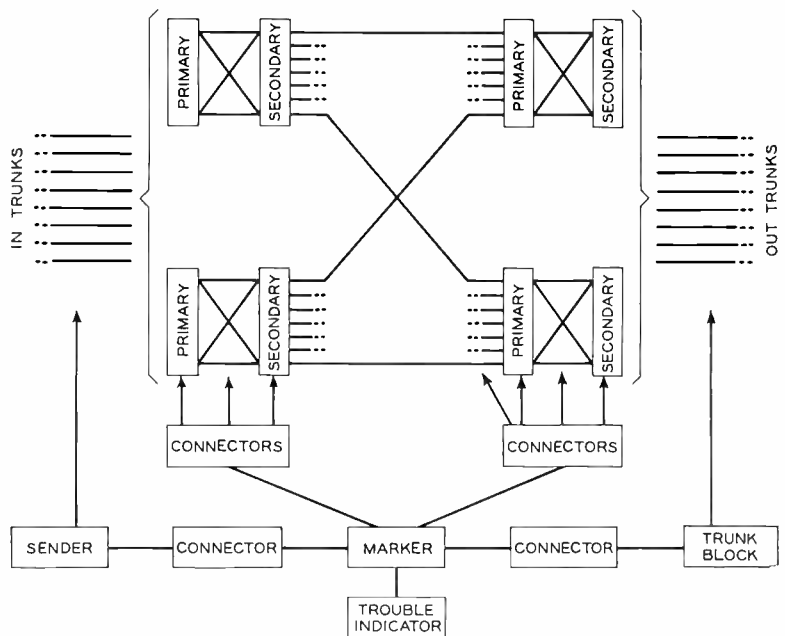 PRIMARY
SECONDARY
PRIMARY
SECONDARY
IN TRUNKS
OUT TRUNKS
PRIMARY
SECONDARY
PRIMARY
SECONDARY
CONNECTORS
CONNECTORS
SENDER
CONNECTOR
MARKER
CONNECTOR
TRUNK
BLOCK
TROUBLE
INDICATOR